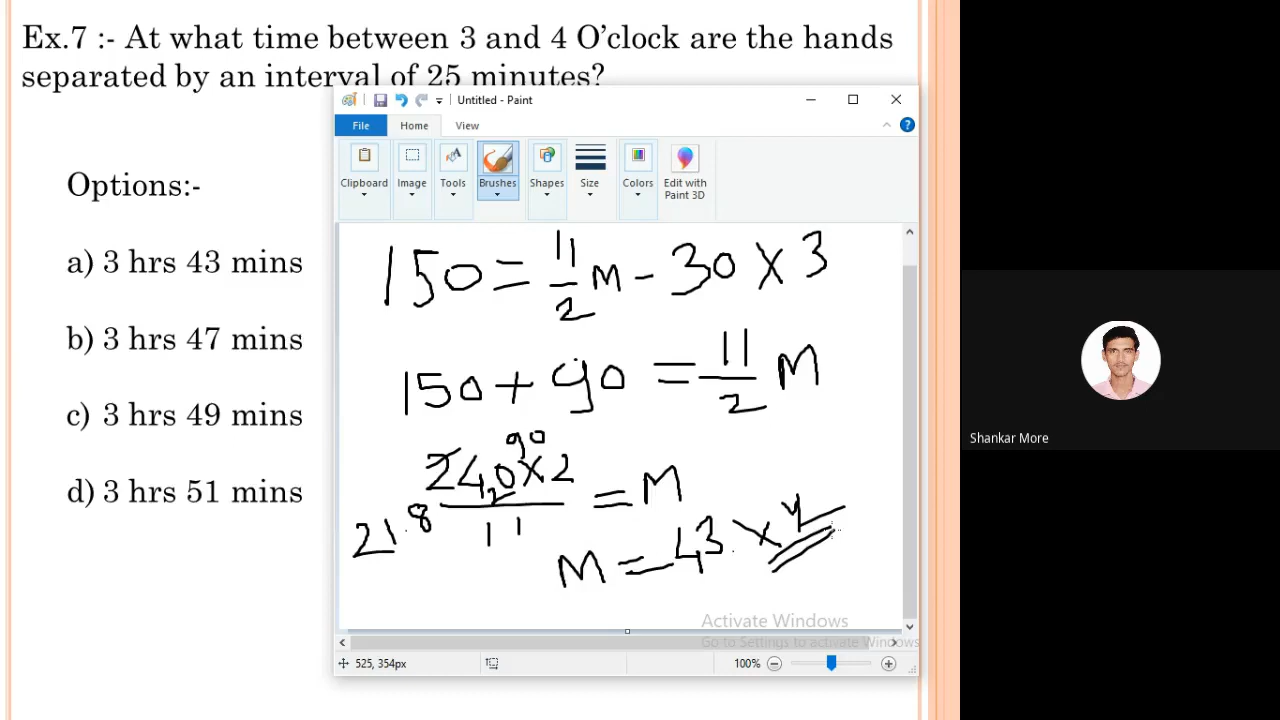 Ex.7 :- At what time between 3 and 4 O’clock are the hands
separated by an interval of 25 minutes?
Options:-
a) 3 hrs 43 mins
b) 3 hrs 47 mins
c) 3 hrs 49 mins
d) 3 hrs 51 mins
Untitled - Paint
File Home View
Clipboard Image Tools Brushes Shapes Size Colors Edit with Paint 3D
150 = 11/2 M - 30 X 3
150 + 90 = 11/2 M
90
240 X 2 / 11 = M
21.8
M = 43. X Y
Activate Windows
Go to Settings to activate Windows
525, 354px
100%
Shankar More